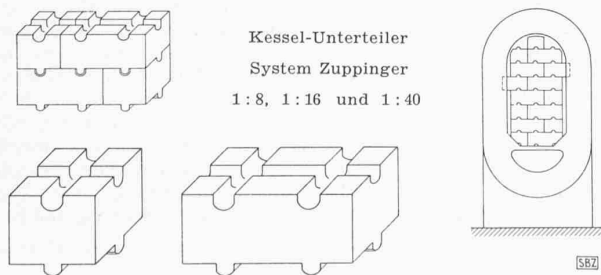 Kessel-Unterteiler
System Zuppinger
1:8, 1:16 und 1:40
SBZ